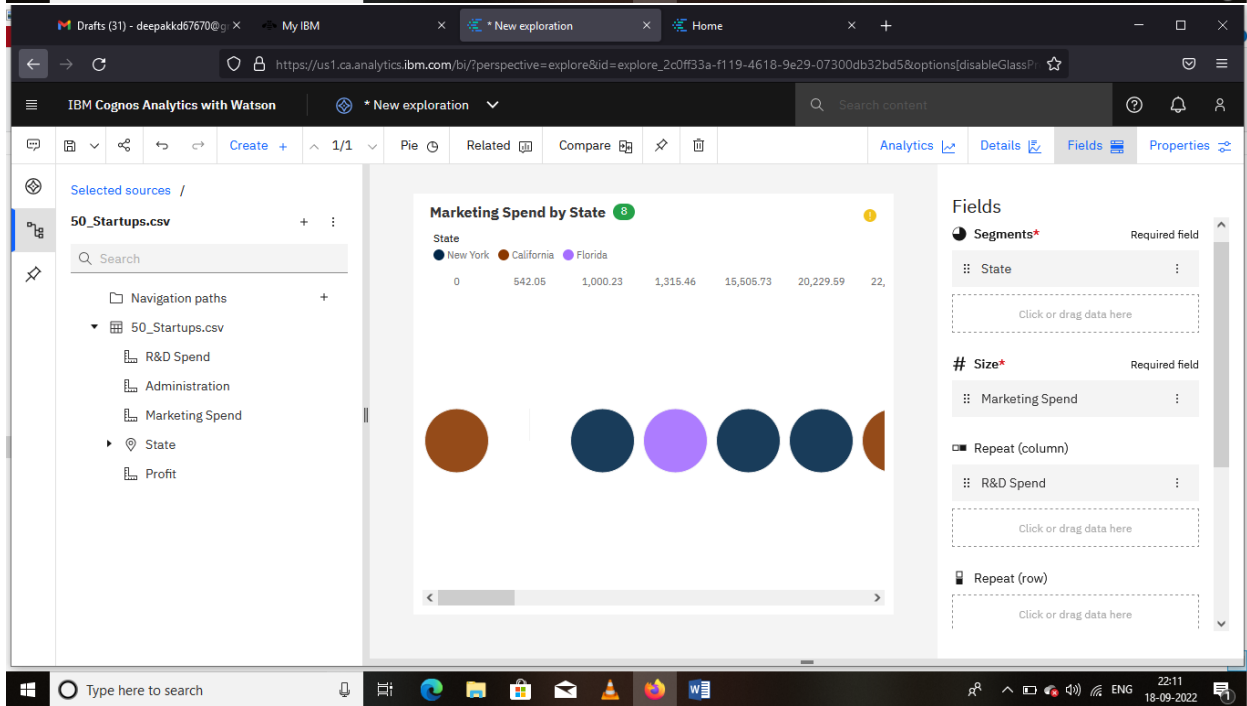 Drafts (31) - deepakkd67670@g
My IBM
* New exploration
Home
https://us1.ca.analytics.ibm.com/bi/?perspective=explore&id=explore_2c0ff33a-f119-4618-9e29-07300db32bd5&options[disableGlassPr
IBM Cognos Analytics with Watson
* New exploration
Search content
Create +
1/1
Pie
Related
Compare
Analytics
Details
Fields
Properties
Selected sources /
50_Startups.csv
Search
Navigation paths
50_Startups.csv
R&D Spend
Administration
Marketing Spend
State
Profit
Marketing Spend by State 8
State
New York California Florida
0 542.05 1,000.23 1,315.46 15,505.73 20,229.59 22,
Fields
Segments* Required field
State
Click or drag data here
# Size* Required field
Marketing Spend
Repeat (column)
R&D Spend
Click or drag data here
Repeat (row)
Click or drag data here
Type here to search
ENG
22:11
18-09-2022